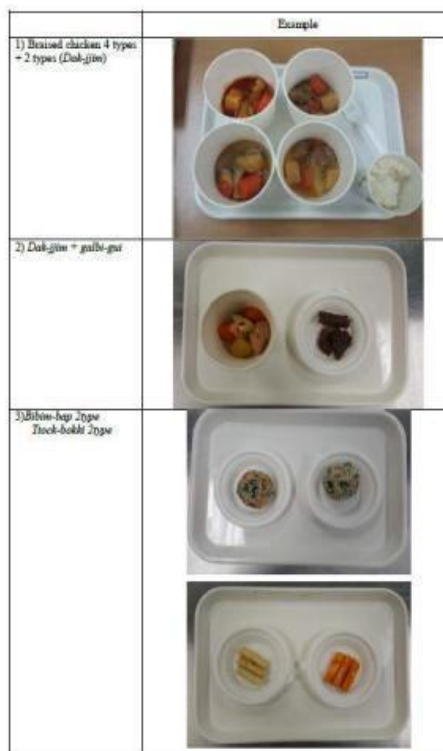 Example
1) Braised chicken 4 types
+ 2 types (Dak-jjim)
2) Dak-jjim + galbi-gui
3)Bibim-bap 2type
Tteock-bokki 2type